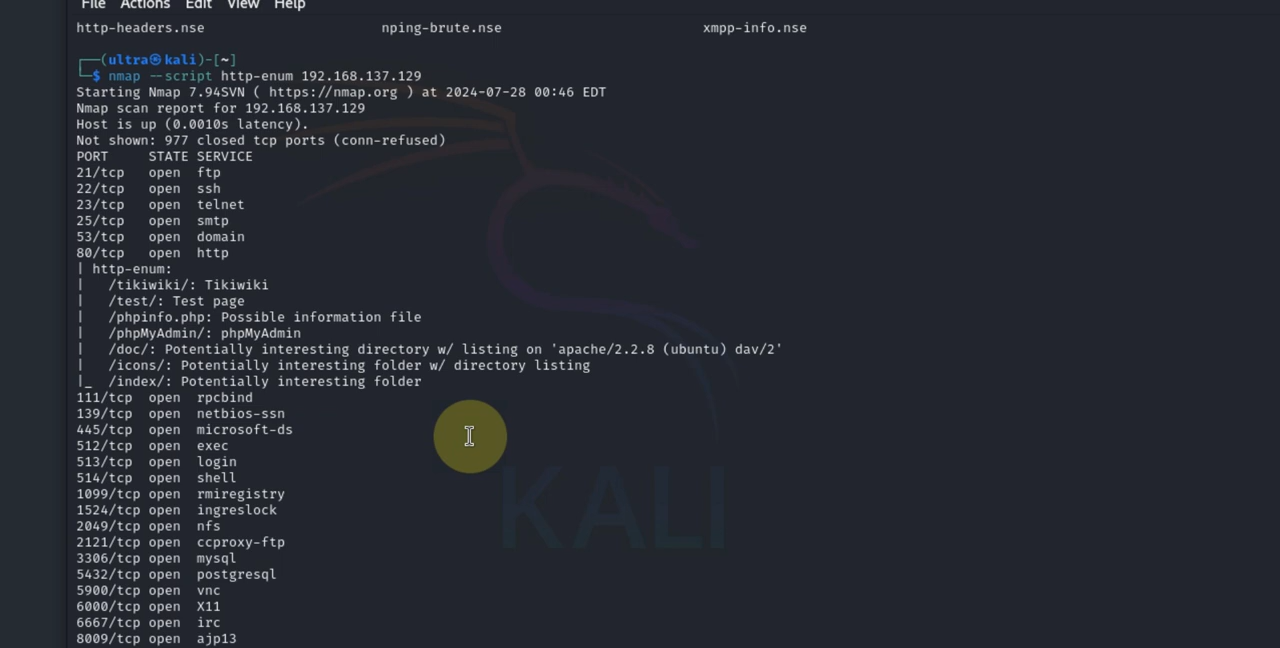 File Actions Edit View Help
http-headers.nse nping-brute.nse xmpp-info.nse
┌──(ultra㉿kali)-[~]
└─$ nmap --script http-enum 192.168.137.129
Starting Nmap 7.94SVN ( https://nmap.org ) at 2024-07-28 00:46 EDT
Nmap scan report for 192.168.137.129
Host is up (0.0010s latency).
Not shown: 977 closed tcp ports (conn-refused)
PORT     STATE SERVICE
21/tcp   open  ftp
22/tcp   open  ssh
23/tcp   open  telnet
25/tcp   open  smtp
53/tcp   open  domain
80/tcp   open  http
| http-enum:
|   /tikiwiki/: Tikiwiki
|   /test/: Test page
|   /phpinfo.php: Possible information file
|   /phpMyAdmin/: phpMyAdmin
|   /doc/: Potentially interesting directory w/ listing on 'apache/2.2.8 (ubuntu) dav/2'
|   /icons/: Potentially interesting folder w/ directory listing
|_  /index/: Potentially interesting folder
111/tcp  open  rpcbind
139/tcp  open  netbios-ssn
445/tcp  open  microsoft-ds
512/tcp  open  exec
513/tcp  open  login
514/tcp  open  shell
1099/tcp open  rmiregistry
1524/tcp open  ingreslock
2049/tcp open  nfs
2121/tcp open  ccproxy-ftp
3306/tcp open  mysql
5432/tcp open  postgresql
5900/tcp open  vnc
6000/tcp open  X11
6667/tcp open  irc
8009/tcp open  ajp13
KALI